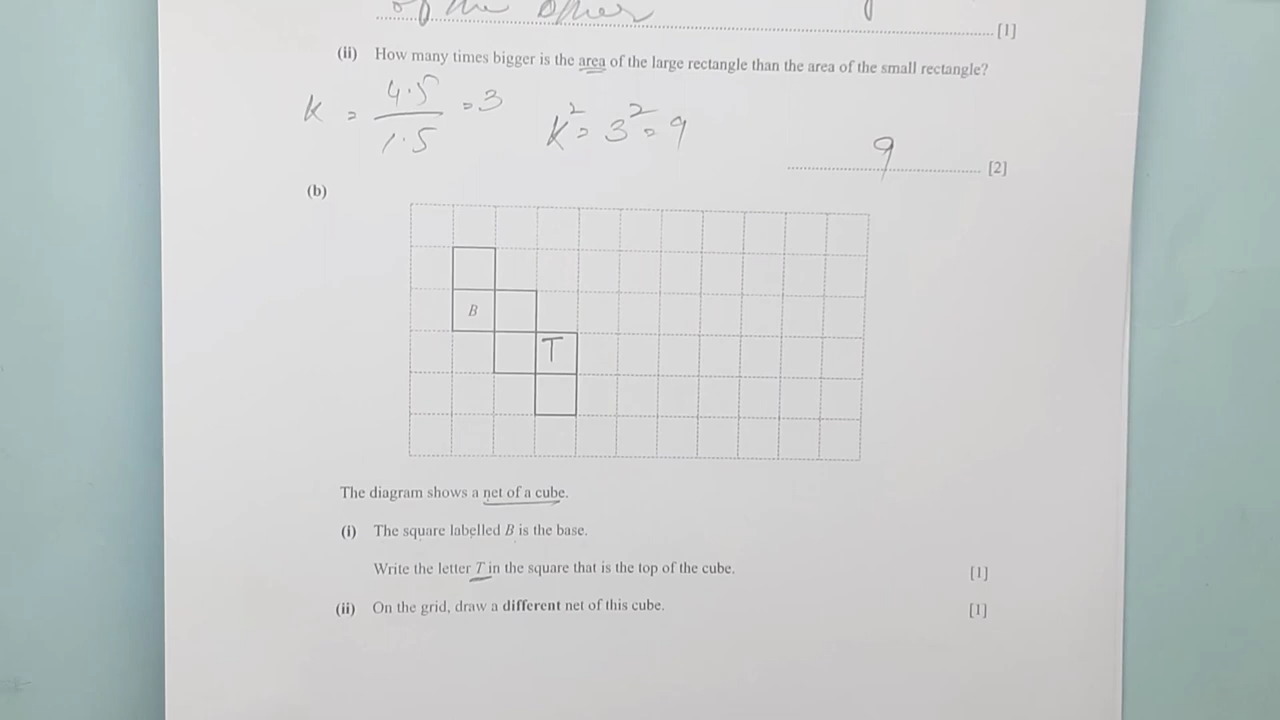 of the other
[1]
(ii) How many times bigger is the area of the large rectangle than the area of the small rectangle?
K = 4.5 / 1.5 = 3 K² = 3² = 9
9 [2]
(b)
B
T
The diagram shows a net of a cube.
(i) The square labelled B is the base.
Write the letter T in the square that is the top of the cube. [1]
(ii) On the grid, draw a different net of this cube. [1]